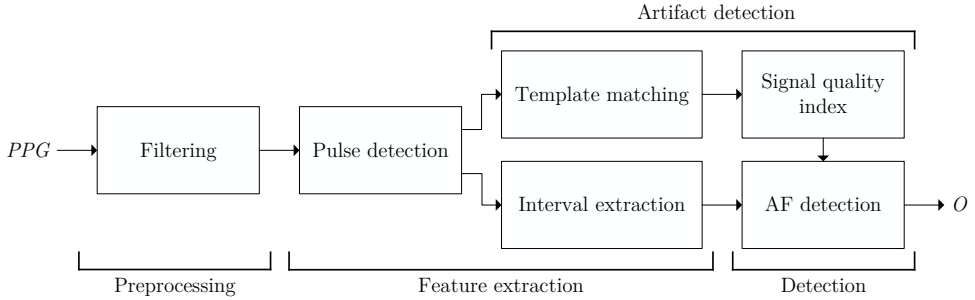 Artifact detection
Template matching
Signal quality
index
PPG
Filtering
Pulse detection
Interval extraction
AF detection
O
Preprocessing
Feature extraction
Detection